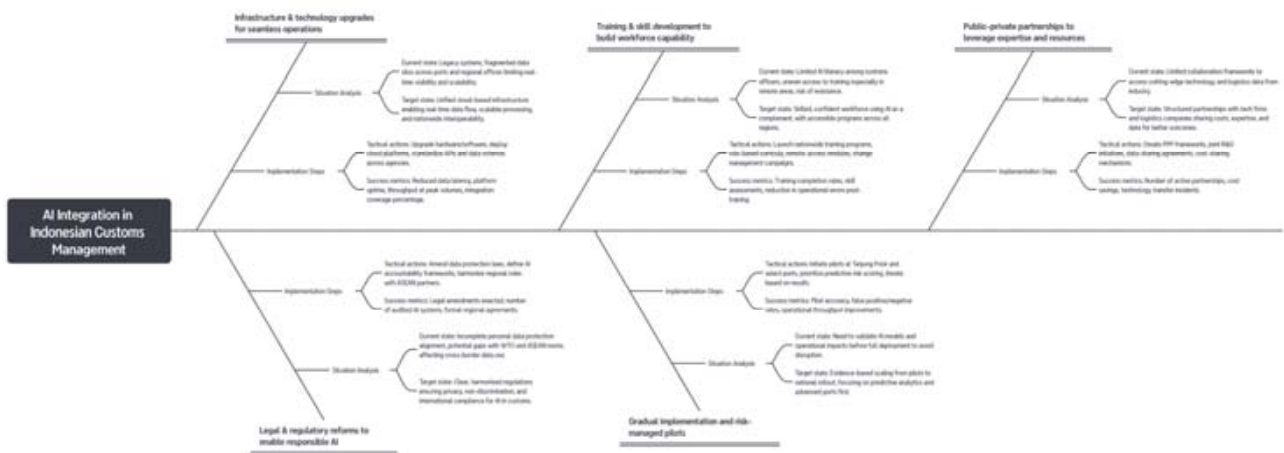 Infrastructure & technology upgrades
for seamless operations
Situation Analysis
Current state: Legacy systems, fragmented data
silos across ports and regional offices limiting real-
time visibility and scalability.
Target state: Unified cloud-based infrastructure
enabling real-time data flow, scalable processing,
and nationwide interoperability.
Implementation Steps
Tactical actions: Upgrade hardware/software, deploy
cloud platforms, standardize APIs and data schemas
across agencies.
Success metrics: Reduced data latency, platform
uptime, throughput at peak volumes, integration
coverage percentage.
Training & skill development to
build workforce capability
Situation Analysis
Current state: Limited AI literacy among customs
officers, uneven access to training especially in
remote areas, risk of resistance.
Target state: Skilled, confident workforce using AI as a
complement, with accessible programs across all
regions.
Implementation Steps
Tactical actions: Launch nationwide training programs,
role-based curricula, remote-access modules, change
management campaigns.
Success metrics: Training completion rates, skill
assessments, reduction in operational errors post-
training.
Public-private partnerships to
leverage expertise and resources
Situation Analysis
Current state: Limited collaboration frameworks to
access cutting-edge technology and logistics data from
industry.
Target state: Structured partnerships with tech firms
and logistics companies sharing costs, expertise, and
data for better outcomes.
Implementation Steps
Tactical actions: Create PPP frameworks, joint R&D
initiatives, data-sharing agreements, cost-sharing
mechanisms.
Success metrics: Number of active partnerships, cost
savings, technology transfer incidents.
AI Integration in
Indonesian Customs
Management
Implementation Steps
Tactical actions: Amend data protection laws, define AI
accountability frameworks, harmonize regional rules
with ASEAN partners.
Success metrics: Legal amendments enacted, number
of audited AI systems, formal regional agreements.
Situation Analysis
Current state: Incomplete personal data protection
alignment, potential gaps with WTO and ASEAN norms
affecting cross-border data use.
Target state: Clear, harmonized regulations
ensuring privacy, non-discrimination, and
international compliance for AI in customs.
Legal & regulatory reforms to
enable responsible AI
Implementation Steps
Tactical actions: Initiate pilots at Tanjung Priok and
select ports, prioritize predictive risk scoring, iterate
based on results.
Success metrics: Pilot accuracy, false positive/negative
rates, operational throughput improvements.
Situation Analysis
Current state: Need to validate AI models and
operational impacts before full deployment to avoid
disruption.
Target state: Evidence-based scaling from pilots to
national rollout, focusing on predictive analytics and
advanced ports first.
Gradual implementation and risk-
managed pilots